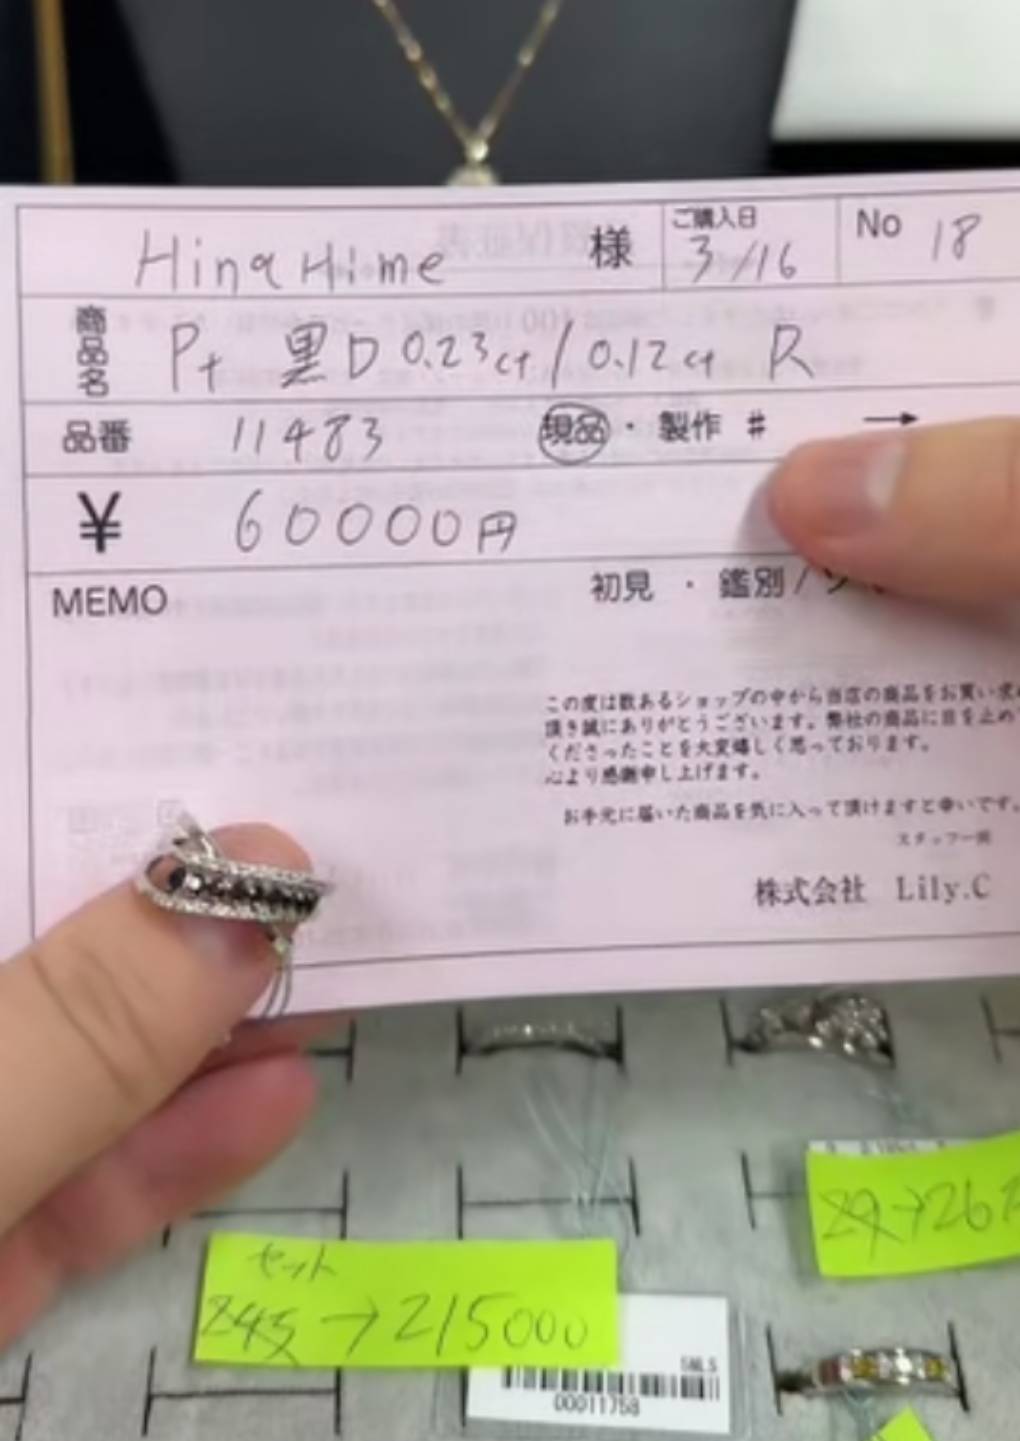 HinaHime 様 ご購入日 3/16 No 18
商品名 Pt 黒D 0.23ct/0.12ct R
品番 11483 現品・製作 # →
¥ 60000円
MEMO 初見・鑑別/
この度は数あるショップの中から当店の商品をお買い求め
頂き誠にありがとうございます。弊社の商品に目を止めて
くださったことを大変嬉しく思っております。
心より感謝申し上げます。
お手元に届いた商品を気に入って頂けますと幸いです。
スタッフ一同
株式会社 Lily.C
セット
245→215000
29→26万
SALS
00011758